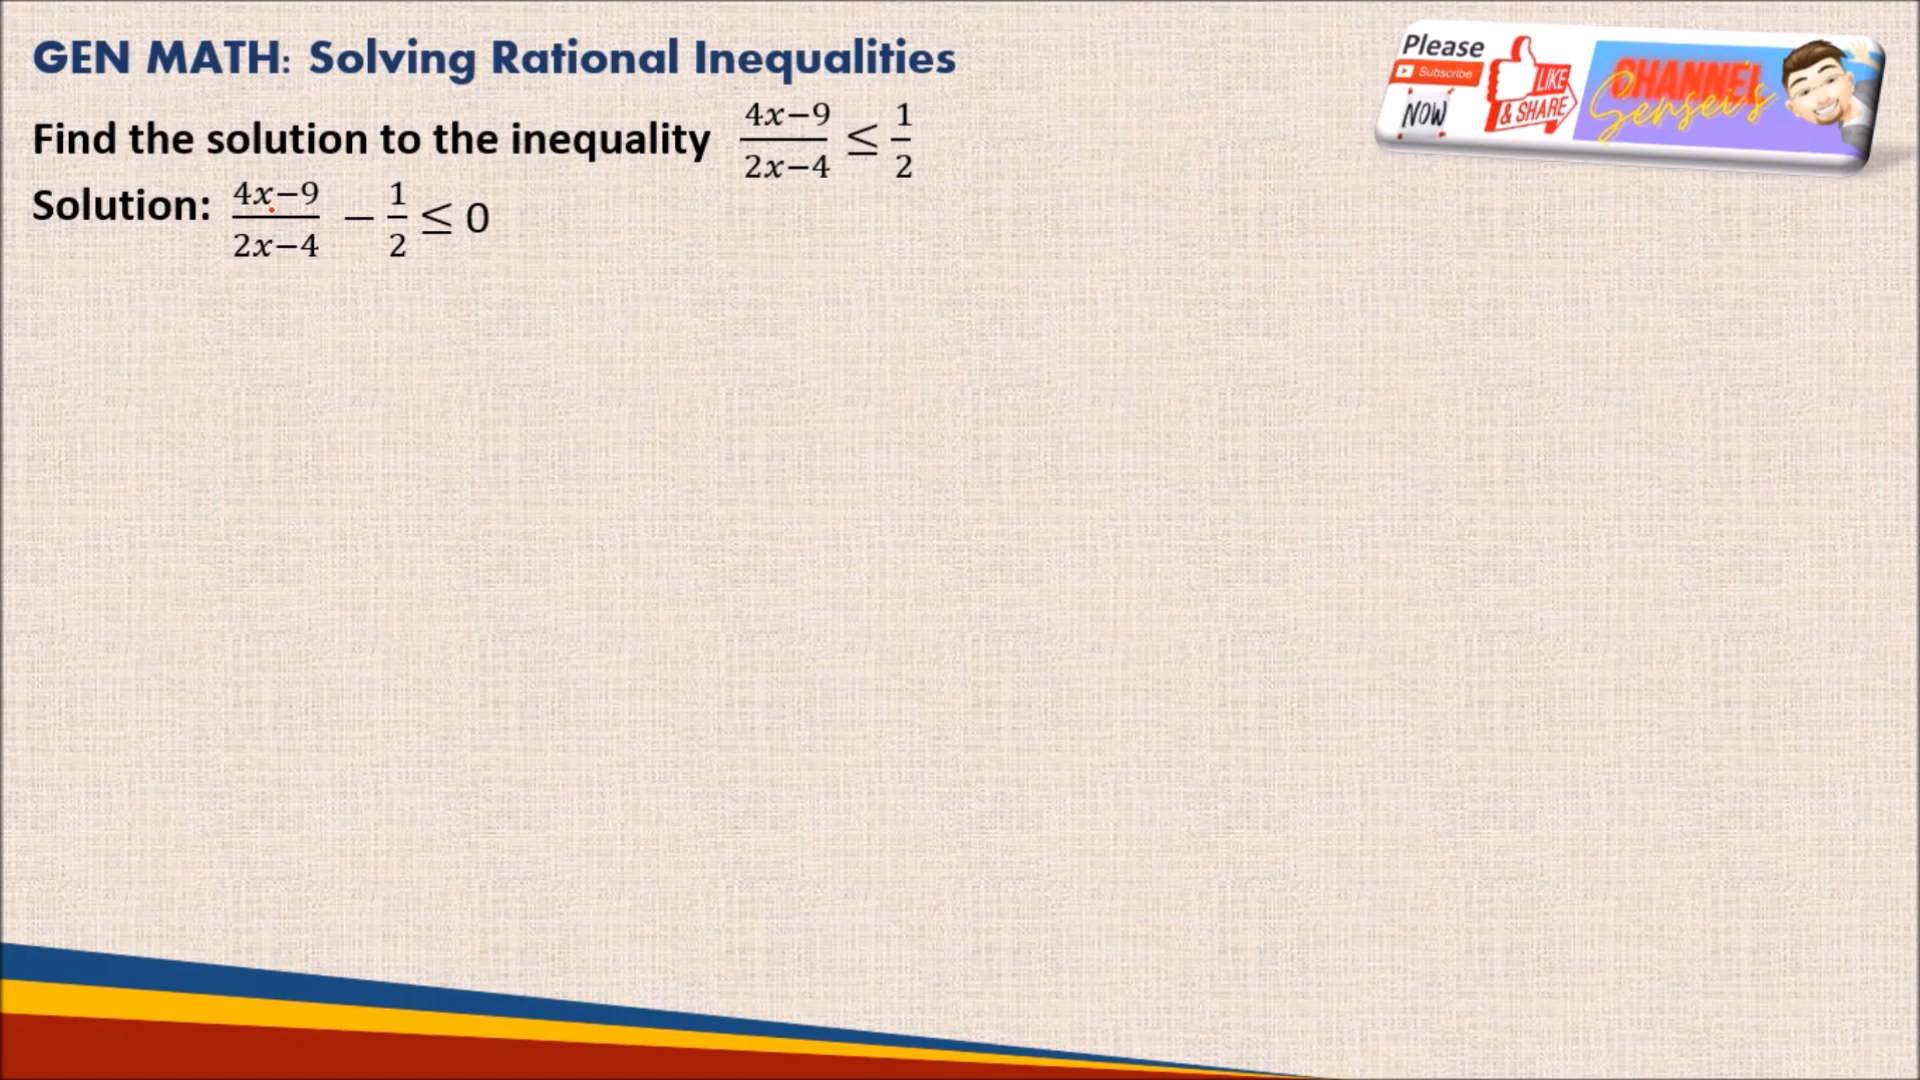 GEN MATH: Solving Rational Inequalities
Find the solution to the inequality (4x−9)/(2x−4) ≤ 1/2
Solution: (4x−9)/(2x−4) − 1/2 ≤ 0
Please
Subscribe
NOW
LIKE
& SHARE
CHANNEL
Sensei's